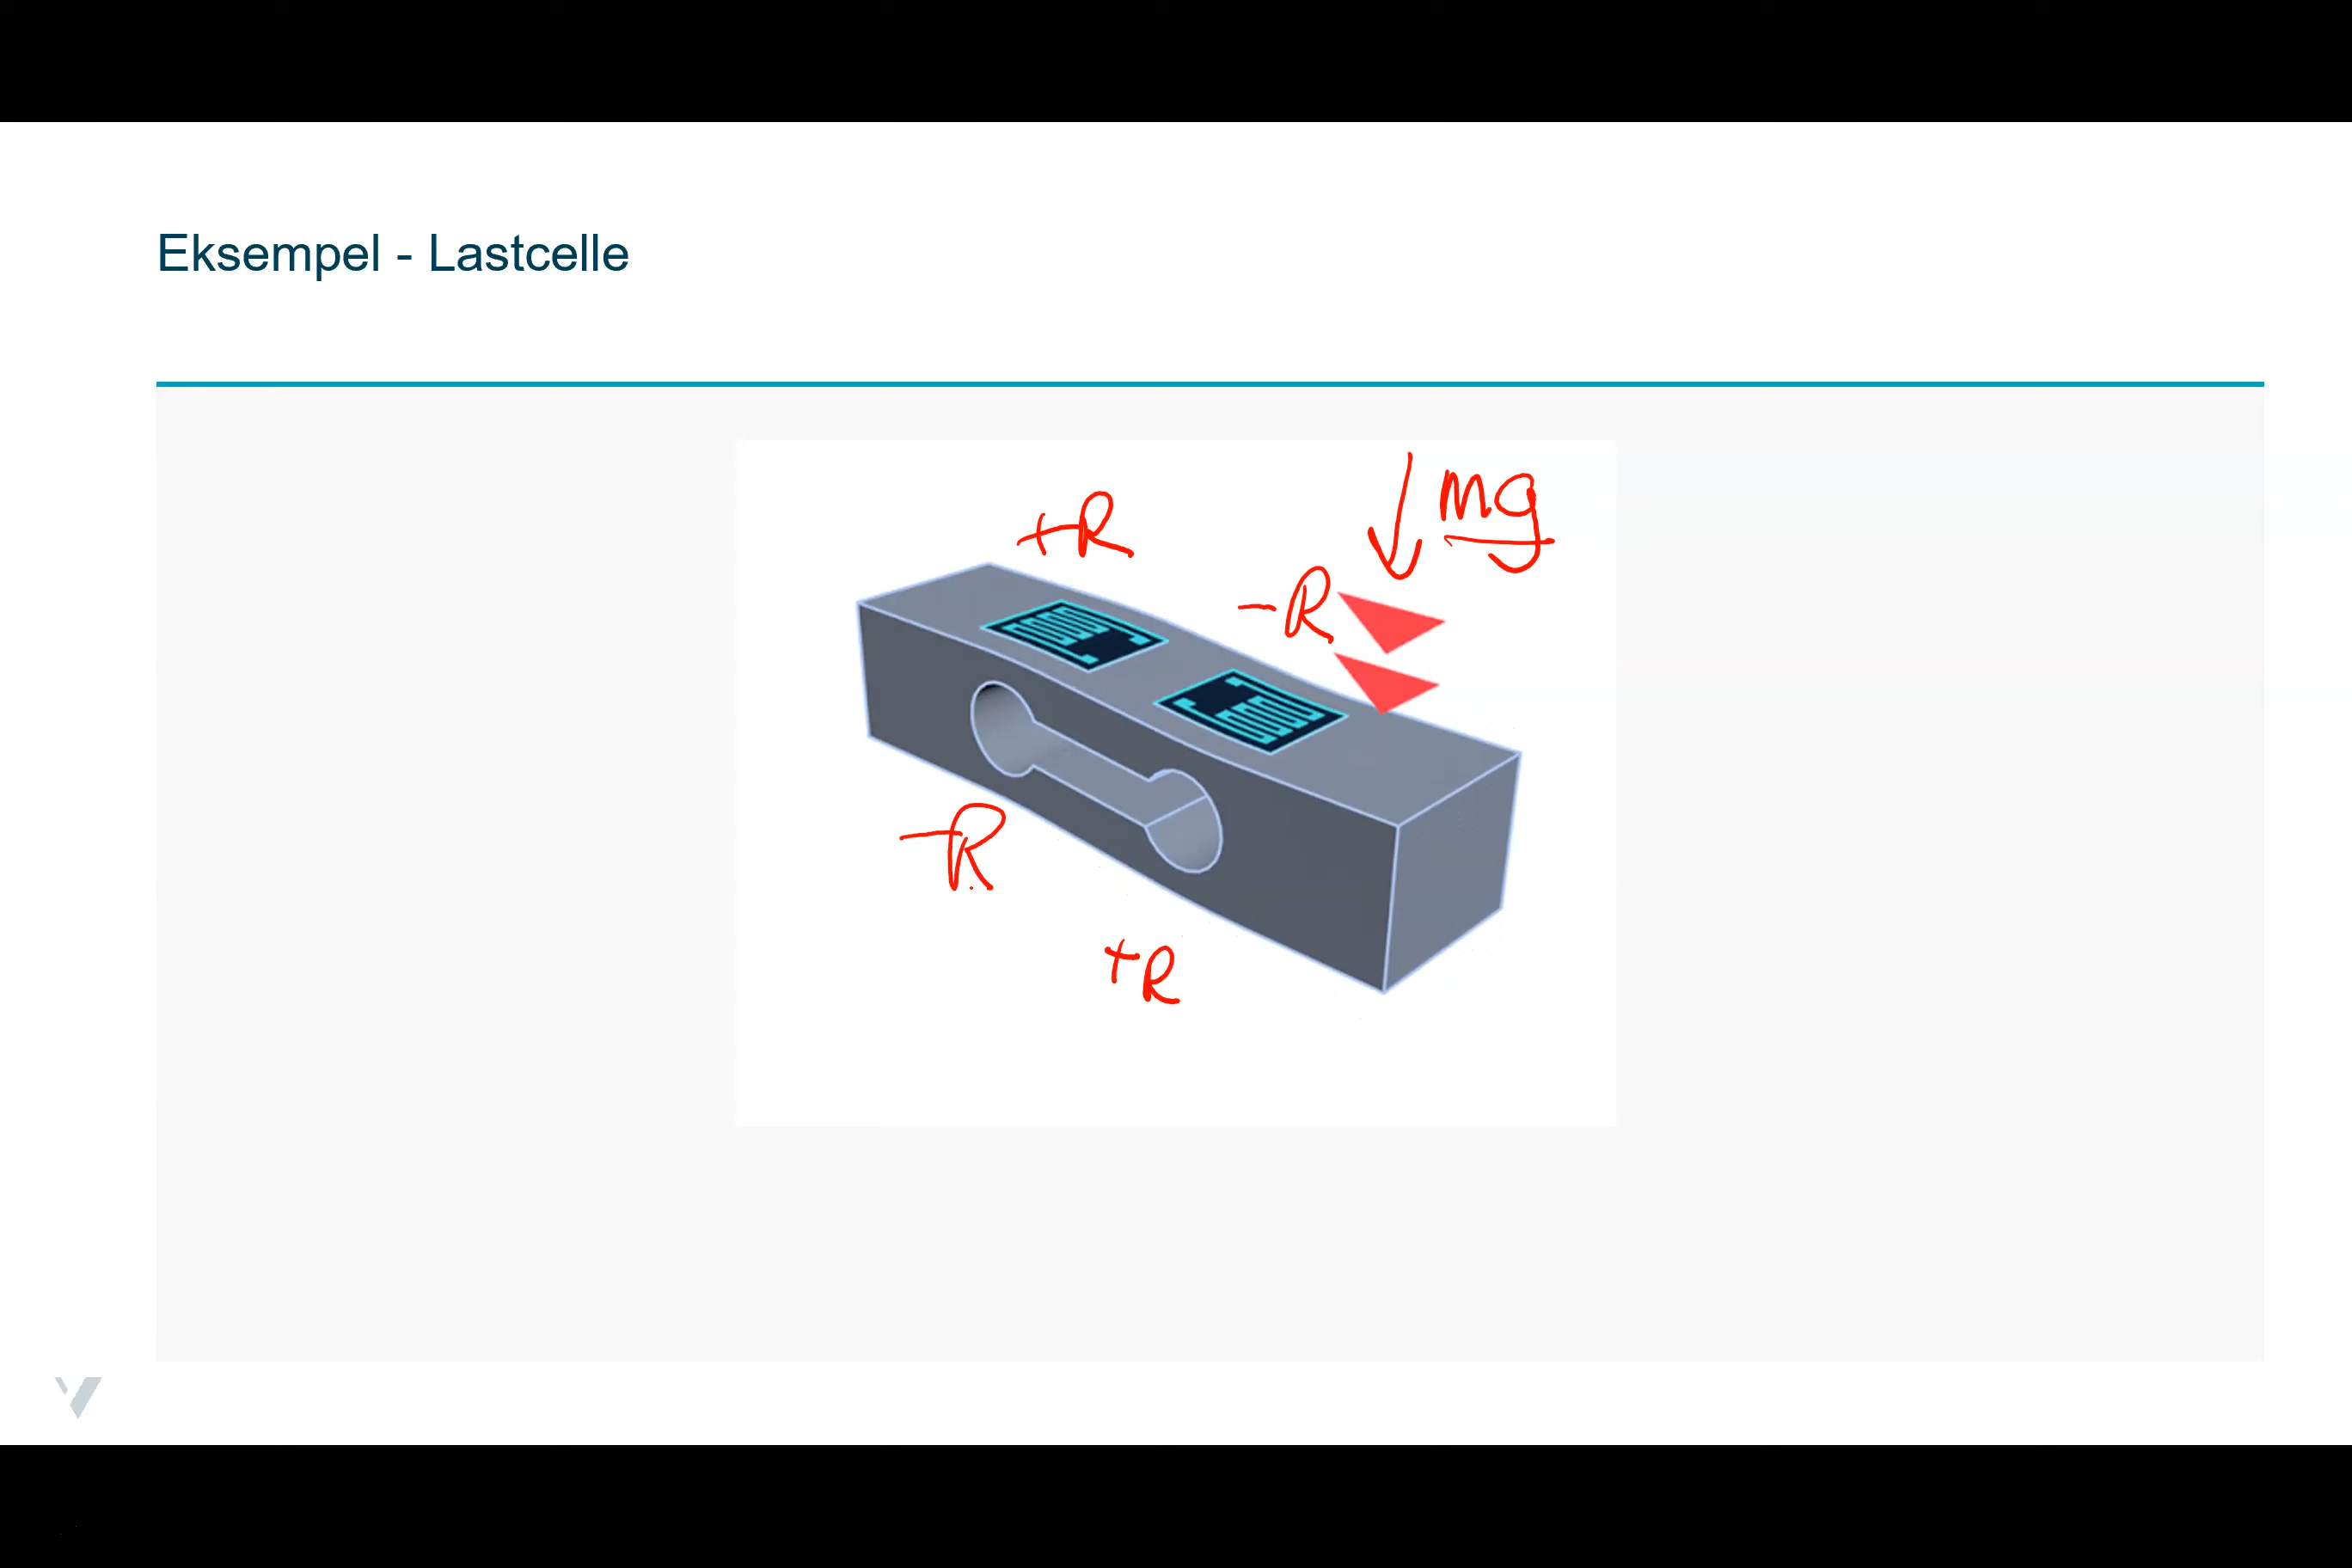 Eksempel - Lastcelle
+R
mg
-R
-R
+R